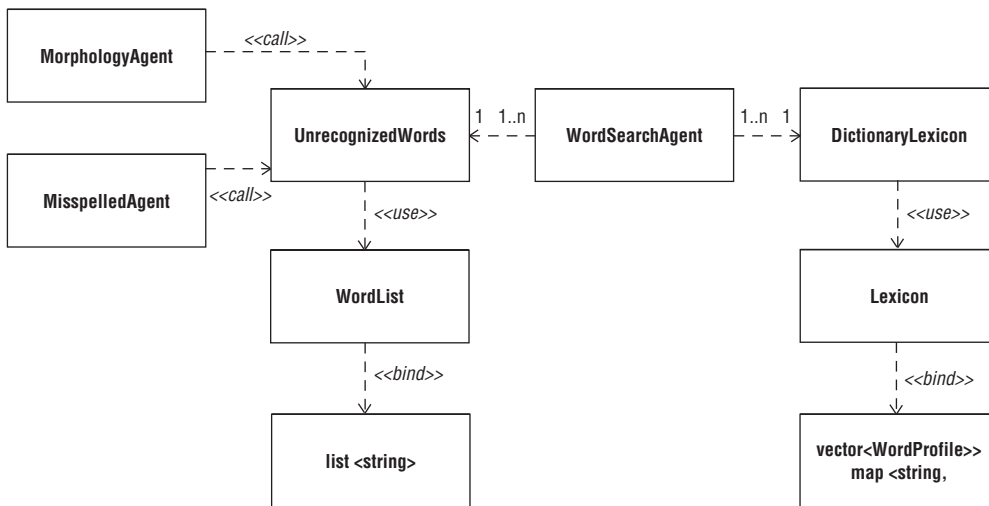 MorphologyAgent
<<call>>
UnrecognizedWords
1 1..n
WordSearchAgent
1..n 1
DictionaryLexicon
MisspelledAgent
<<call>>
<<use>>
<<use>>
WordList
Lexicon
<<bind>>
<<bind>>
list <string>
vector<WordProfile>>
map <string,